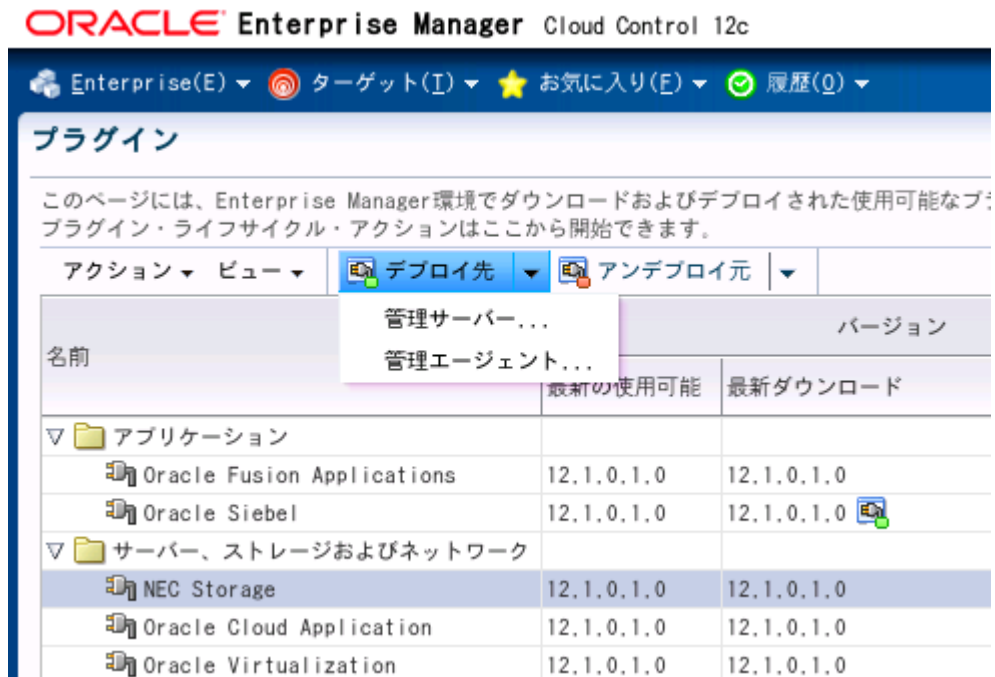 ORACLE Enterprise Manager Cloud Control 12c
Enterprise(E) ターゲット(T) お気に入り(F) 履歴(O)
プラグイン
このページには、Enterprise Manager環境でダウンロードおよびデプロイされた使用可能なプ
プラグイン・ライフサイクル・アクションはここから開始できます。
アクション ビュー デプロイ先 アンデプロイ元
管理サーバー...
管理エージェント...
バージョン
名前
最新の使用可能 最新ダウンロード
アプリケーション
Oracle Fusion Applications 12.1.0.1.0 12.1.0.1.0
Oracle Siebel 12.1.0.1.0 12.1.0.1.0
サーバー、ストレージおよびネットワーク
NEC Storage 12.1.0.1.0 12.1.0.1.0
Oracle Cloud Application 12.1.0.1.0 12.1.0.1.0
Oracle Virtualization 12.1.0.1.0 12.1.0.1.0